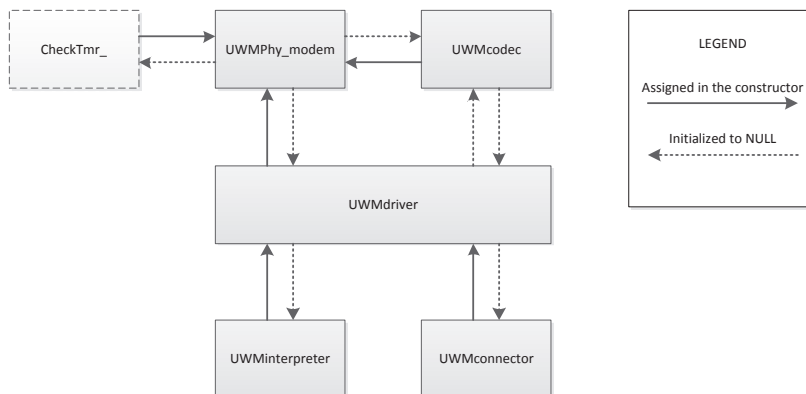 CheckTmr_
UWMPhy_modem
UWMcodec
LEGEND
Assigned in the constructor
Initialized to NULL
UWMdriver
UWMinterpreter
UWMconnector